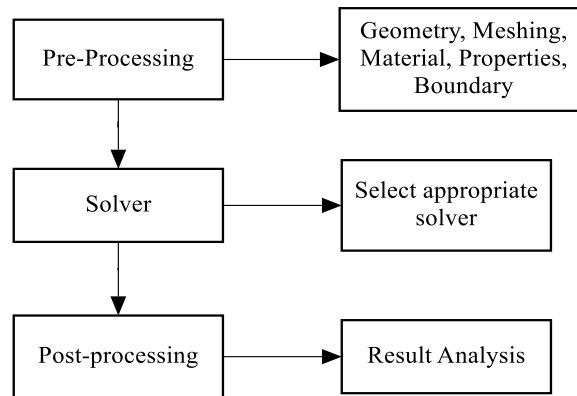 Pre-Processing
Geometry, Meshing,
Material, Properties,
Boundary
Solver
Select appropriate
solver
Post-processing
Result Analysis